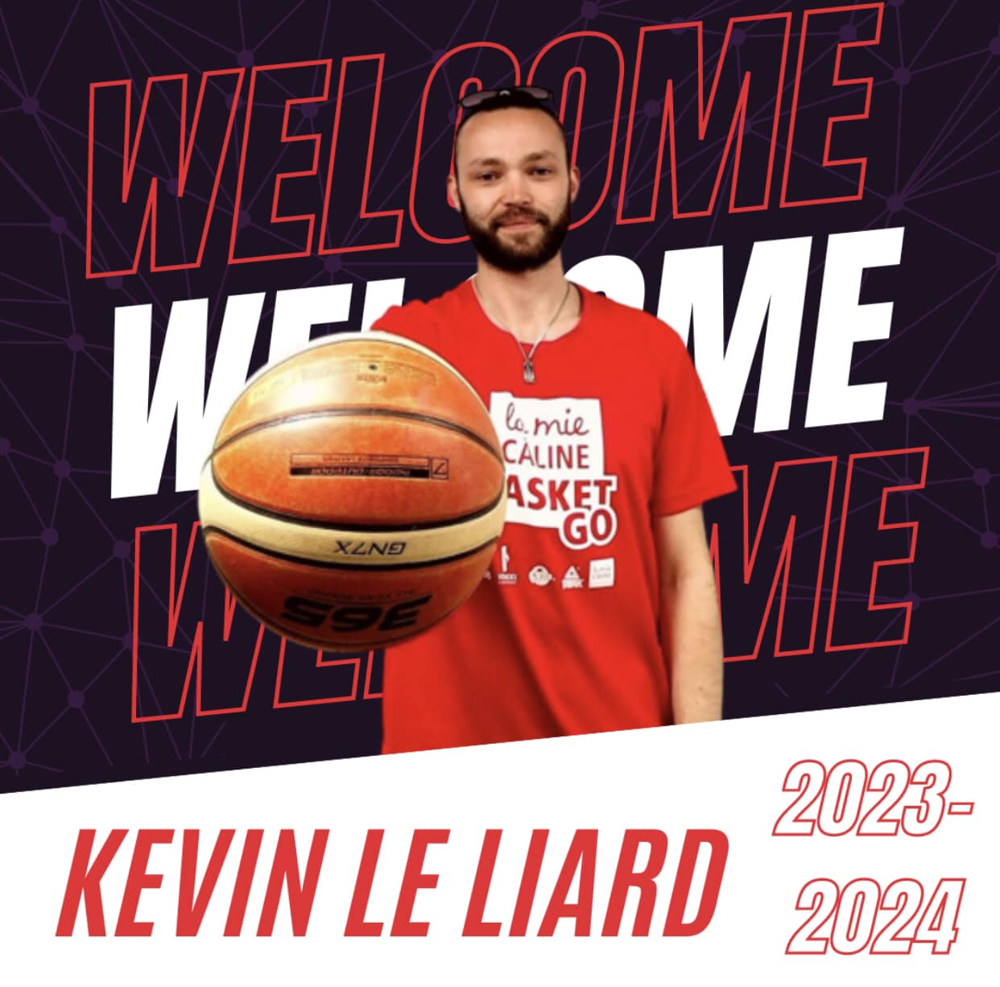 WELCOME
WELCOME
WELCOME
la mie
CÂLINE
BASKET
GO
GN7X
365
KEVIN LE LIARD
2023-
2024